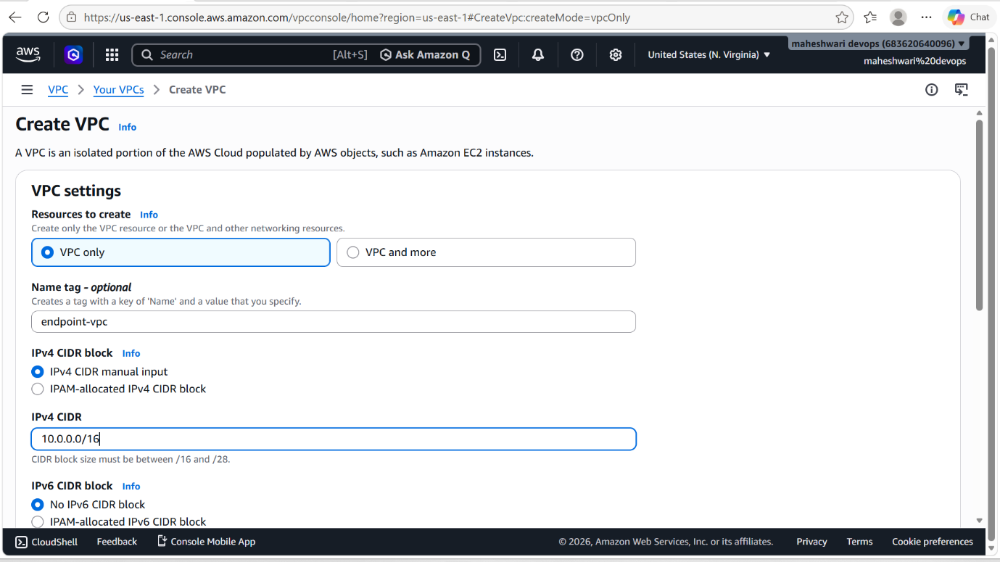 https://us-east-1.console.aws.amazon.com/vpcconsole/home?region=us-east-1#CreateVpc:createMode=vpcOnly
Chat
aws
Search [Alt+S] Ask Amazon Q
United States (N. Virginia) ▼
maheshwari devops (683620640096) ▼
maheshwari%20devops
VPC > Your VPCs > Create VPC
Create VPC Info
A VPC is an isolated portion of the AWS Cloud populated by AWS objects, such as Amazon EC2 instances.
VPC settings
Resources to create Info
Create only the VPC resource or the VPC and other networking resources.
VPC only
VPC and more
Name tag - optional
Creates a tag with a key of 'Name' and a value that you specify.
endpoint-vpc
IPv4 CIDR block Info
IPv4 CIDR manual input
IPAM-allocated IPv4 CIDR block
IPv4 CIDR
10.0.0.0/16
CIDR block size must be between /16 and /28.
IPv6 CIDR block Info
No IPv6 CIDR block
IPAM-allocated IPv6 CIDR block
CloudShell Feedback Console Mobile App © 2026, Amazon Web Services, Inc. or its affiliates. Privacy Terms Cookie preferences